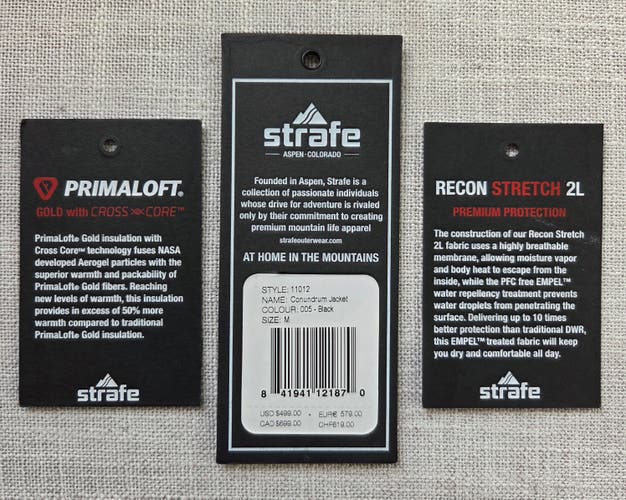 PRIMALOFT®
GOLD with CROSS CORE™
PrimaLoft® Gold insulation with
Cross Core™ technology fuses NASA
developed Aerogel particles with the
superior warmth and packability of
PrimaLoft® Gold fibers. Reaching
new levels of warmth, this insulation
provides in excess of 50% more
warmth compared to traditional
PrimaLoft® Gold insulation.
strafe
strafe
ASPEN · COLORADO
Founded in Aspen, Strafe is a
collection of passionate individuals
whose drive for adventure is rivaled
only by their commitment to creating
premium mountain life apparel
strafeouterwear.com
AT HOME IN THE MOUNTAINS
STYLE: 11012
NAME: Conundrum Jacket
COLOUR: 005 - Black
SIZE: M
8 41941 12187 0
USD $499.00 • EUR€ 579.00
CAD $699.00 CHF619.00
RECON STRETCH 2L
PREMIUM PROTECTION
The construction of our Recon Stretch
2L fabric uses a highly breathable
membrane, allowing moisture vapor
and body heat to escape from the
inside, while the PFC free EMPEL™
water repellency treatment prevents
water droplets from penetrating the
surface. Delivering up to 10 times
better protection than traditional DWR,
this EMPEL™ treated fabric will keep
you dry and comfortable all day.
strafe